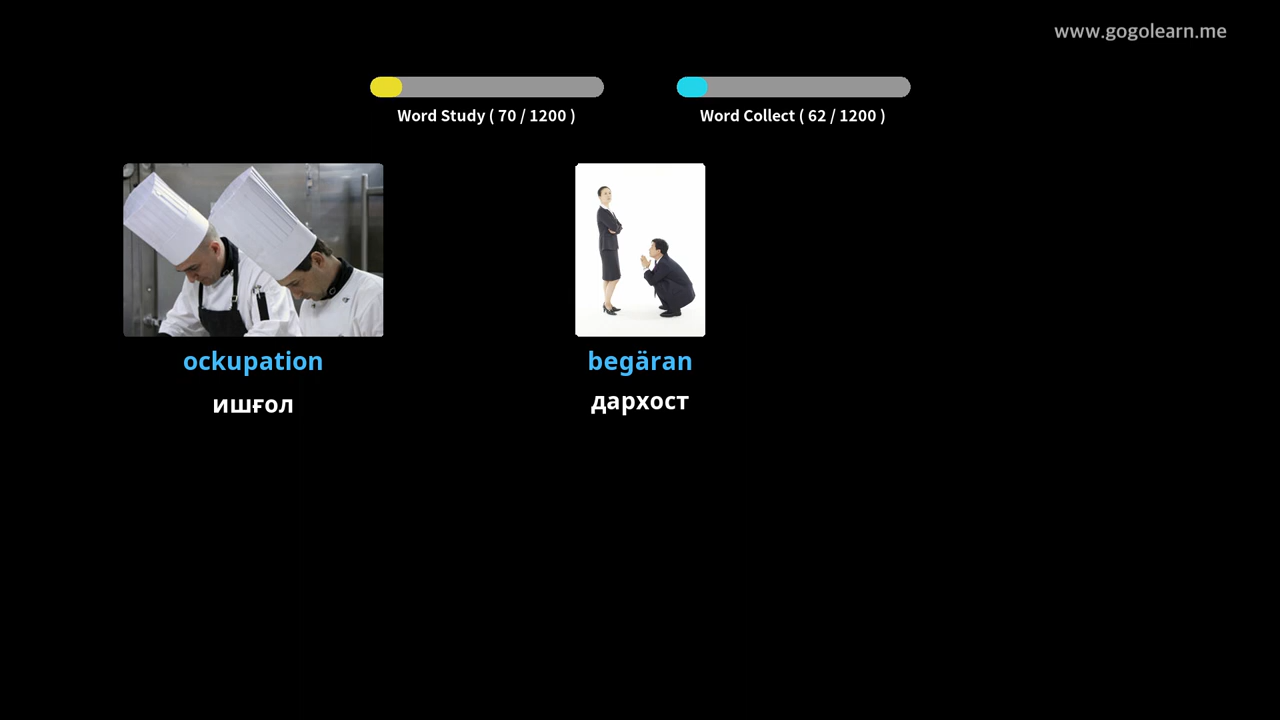 www.gogolearn.me
Word Study ( 70 / 1200 )
Word Collect ( 62 / 1200 )
ockupation
begäran
ишғол
дархост